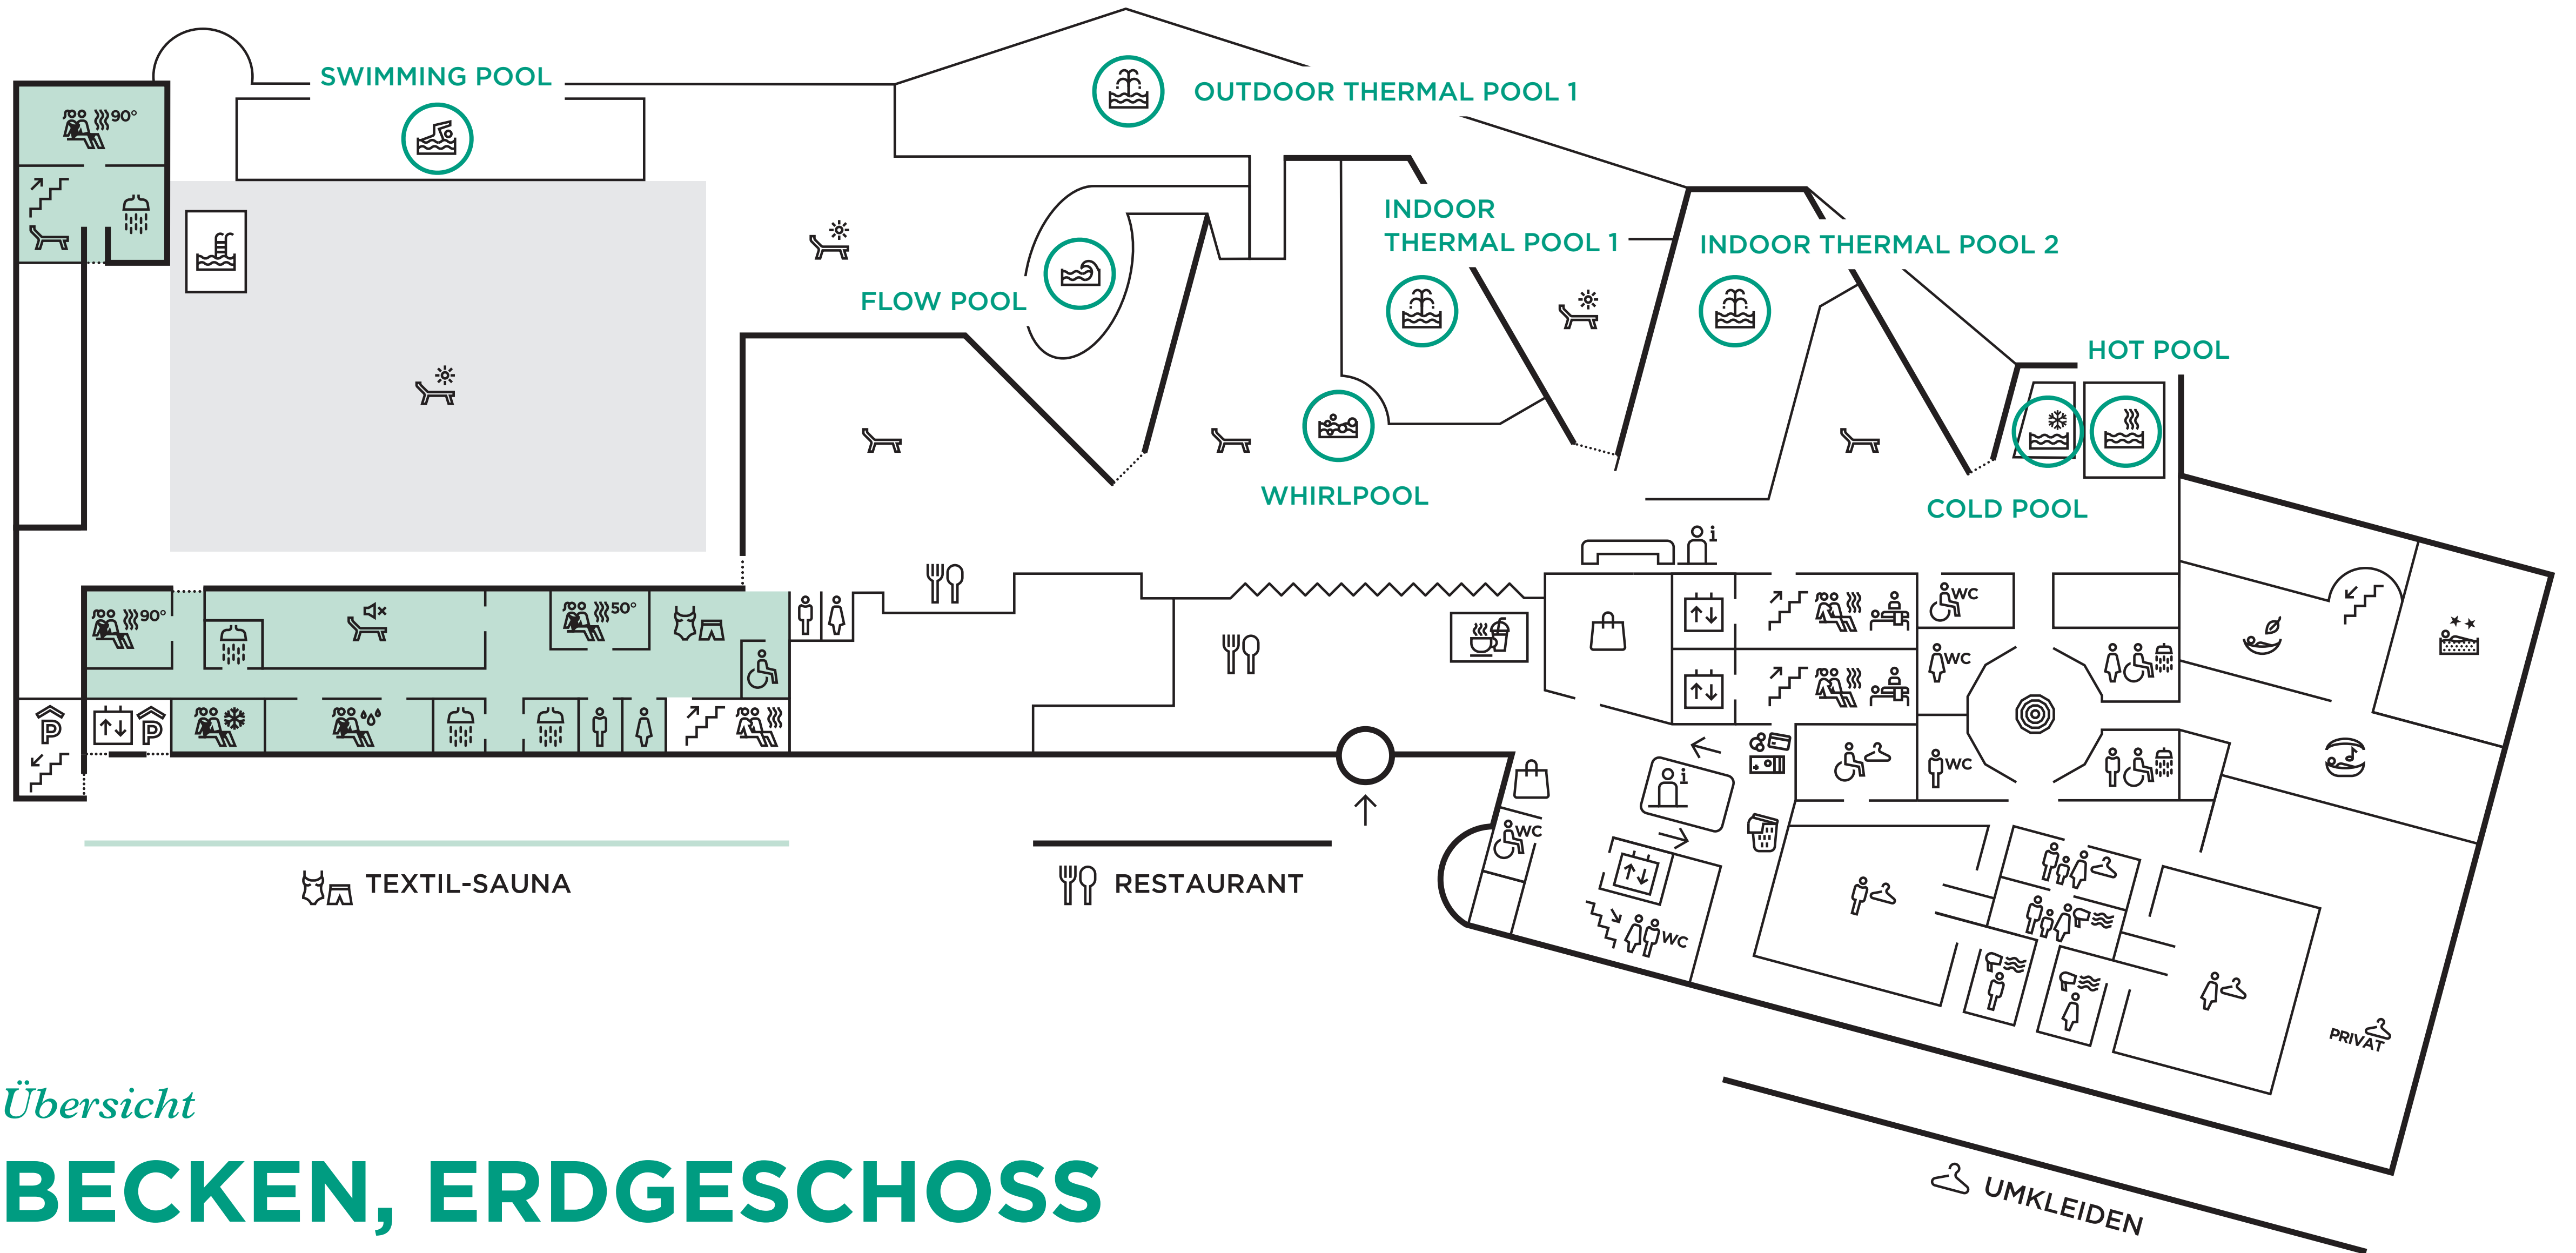 SWIMMING POOL
OUTDOOR THERMAL POOL 1
90°
INDOOR
THERMAL POOL 1
INDOOR THERMAL POOL 2
FLOW POOL
HOT POOL
WHIRLPOOL
COLD POOL
90°
50°
i
WC
WC
WC
P
P
i
WC
WC
TEXTIL-SAUNA
RESTAURANT
PRIVAT
UMKLEIDEN
Übersicht
BECKEN, ERDGESCHOSS